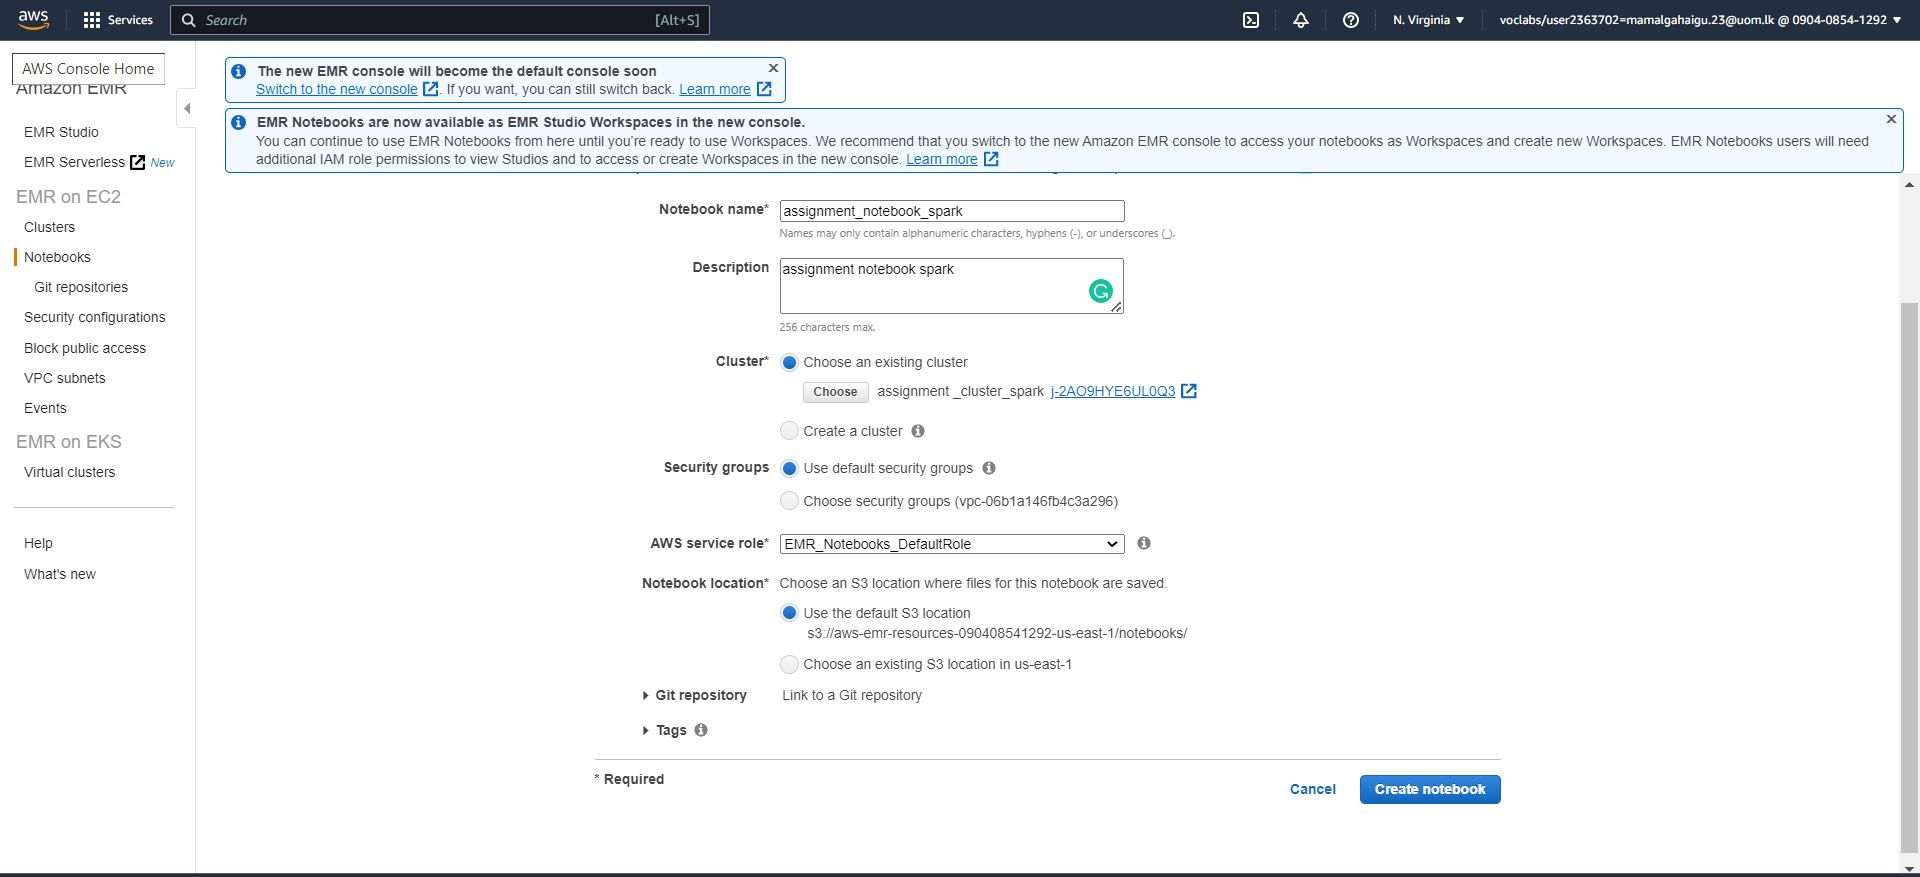 aws
Services
Search
[Alt+S]
N. Virginia
voclabs/user2363702=mamalgahaigu.23@uom.lk @ 0904-0854-1292
AWS Console Home
Amazon EMR
EMR Studio
EMR Serverless New
EMR on EC2
Clusters
Notebooks
Git repositories
Security configurations
Block public access
VPC subnets
Events
EMR on EKS
Virtual clusters
Help
What's new
The new EMR console will become the default console soon
Switch to the new console. If you want, you can still switch back. Learn more
EMR Notebooks are now available as EMR Studio Workspaces in the new console.
You can continue to use EMR Notebooks from here until you're ready to use Workspaces. We recommend that you switch to the new Amazon EMR console to access your notebooks as Workspaces and create new Workspaces. EMR Notebooks users will need
additional IAM role permissions to view Studios and to access or create Workspaces in the new console. Learn more
Notebook name* assignment_notebook_spark
Names may only contain alphanumeric characters, hyphens (-), or underscores (_).
Description assignment notebook spark
256 characters max.
Cluster* Choose an existing cluster
Choose assignment _cluster_spark j-2AO9HYE6UL0Q3
Create a cluster
Security groups Use default security groups
Choose security groups (vpc-06b1a146fb4c3a296)
AWS service role* EMR_Notebooks_DefaultRole
Notebook location* Choose an S3 location where files for this notebook are saved.
Use the default S3 location
s3://aws-emr-resources-090408541292-us-east-1/notebooks/
Choose an existing S3 location in us-east-1
Git repository Link to a Git repository
Tags
* Required
Cancel Create notebook